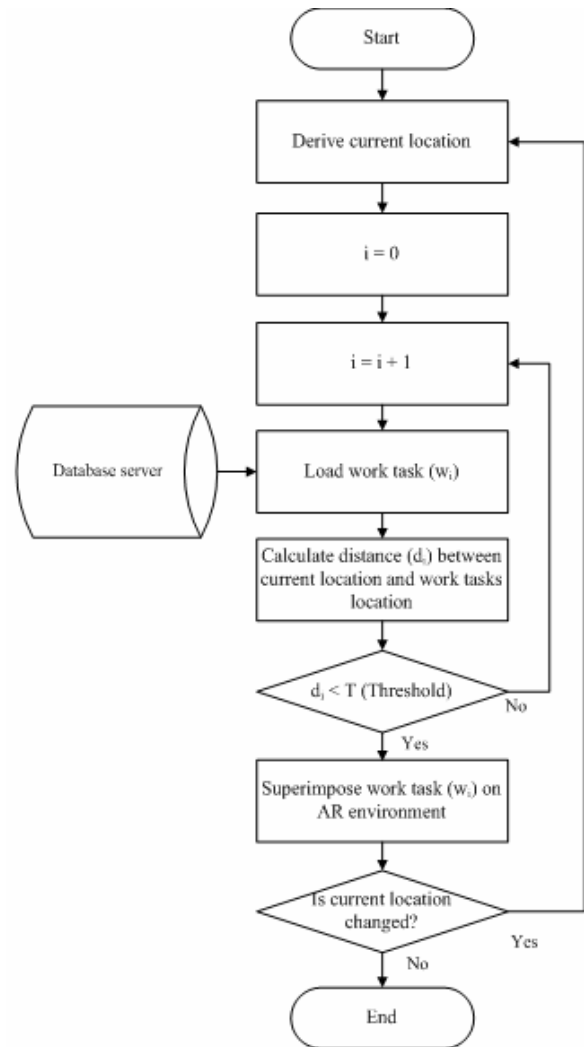 Start
Derive current location
i = 0
i = i + 1
Database server
Load work task (wᵢ)
Calculate distance (dᵢ) between
current location and work tasks
location
dᵢ < T (Threshold)
No
Yes
Superimpose work task (wᵢ) on
AR environment
Is current location
changed?
Yes
No
End